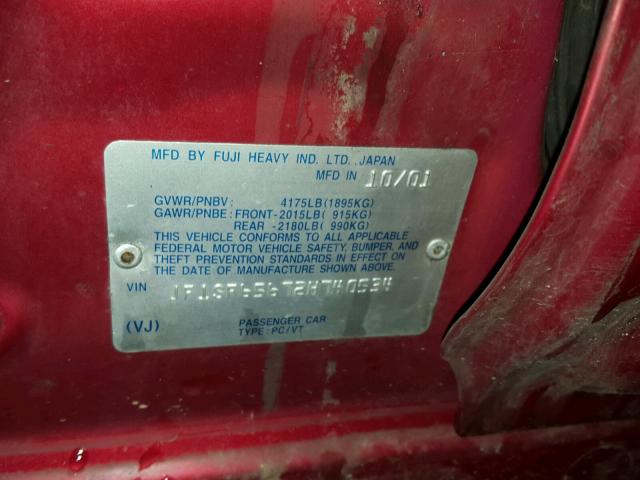 MFD BY FUJI HEAVY IND. LTD., JAPAN
MFD IN 10/01
GVWR/PNBV: 4175LB(1895KG)
GAWR/PNBE: FRONT-2015LB( 915KG)
REAR -2180LB( 990KG)
THIS VEHICLE CONFORMS TO ALL APPLICABLE
FEDERAL MOTOR VEHICLE SAFETY, BUMPER, AND
THEFT PREVENTION STANDARDS IN EFFECT ON
THE DATE OF MANUFACTURE SHOWN ABOVE.
VIN
(VJ)
PASSENGER CAR
TYPE: PC/VT